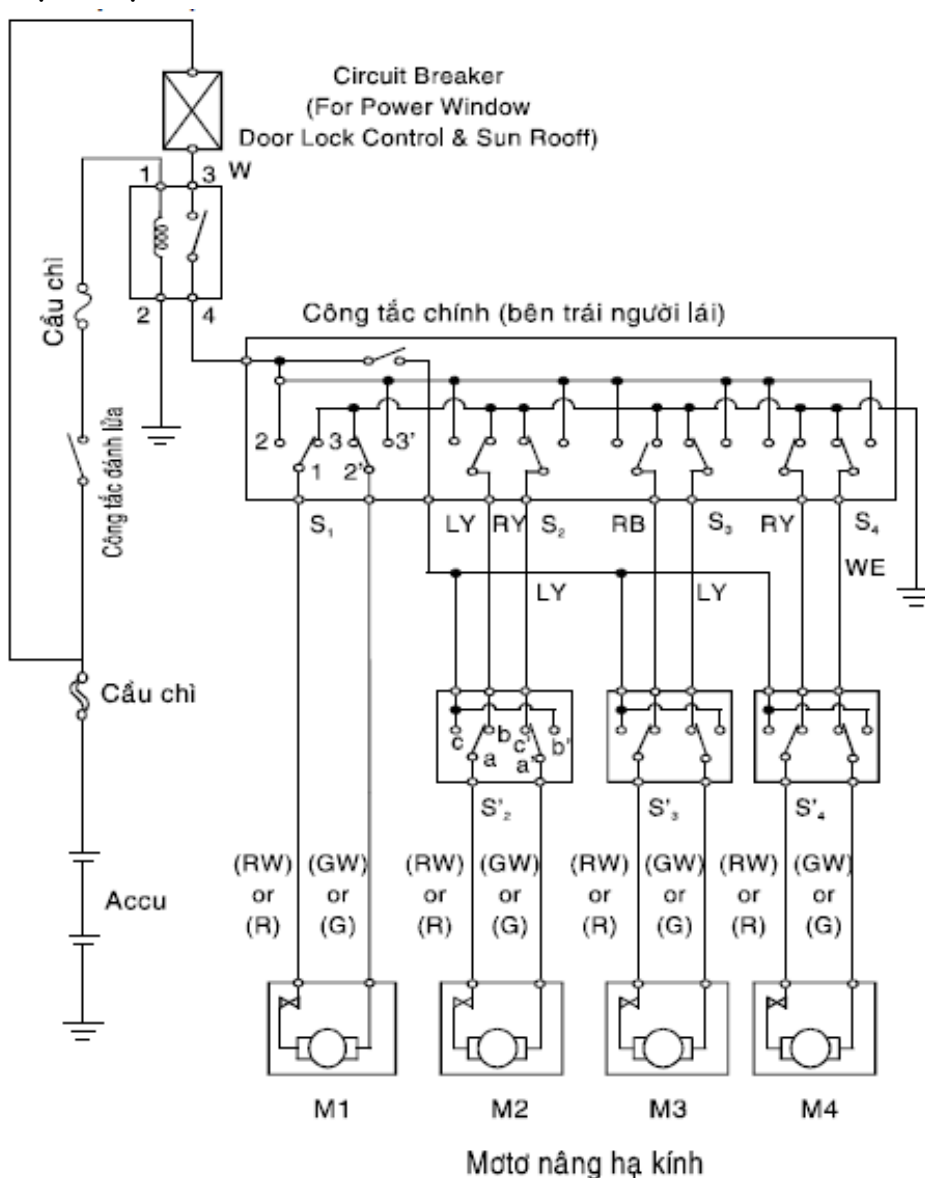 Circuit Breaker
(For Power Window
Door Lock Control & Sun Rooff)
1 3 W
Cầu chì
2 4
Công tắc chính (bên trái người lái)
Công tắc đánh lửa
2 3 3'
1 2'
S₁ LY RY S₂ RB S₃ RY S₄
WE
LY LY
Cầu chì
c b c' b'
a a'
S'₂ S'₃ S'₄
(RW) (GW) (RW) (GW) (RW) (GW) (RW) (GW)
or or or or or or or or
(R) (G) (R) (G) (R) (G) (R) (G)
Accu
M1 M2 M3 M4
Môtơ nâng hạ kính